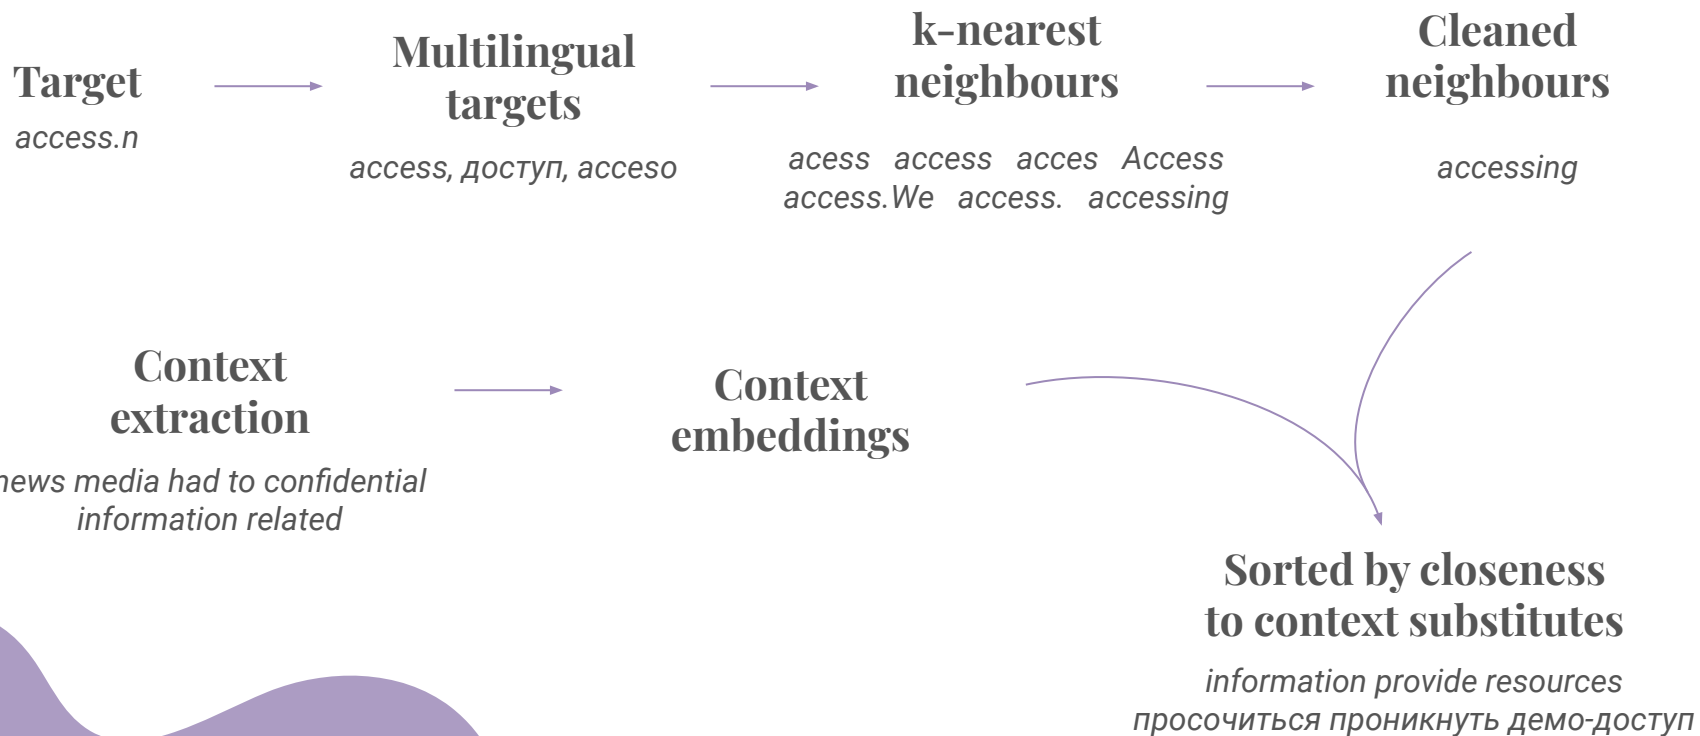 Target
access.n
Multilingual
targets
access, доступ, acceso
k-nearest
neighbours
acess access acces Access
access.We access. accessing
Cleaned
neighbours
accessing
Context
extraction
news media had to confidential
information related
Context
embeddings
Sorted by closeness
to context substitutes
information provide resources
просочиться проникнуть демо-доступ